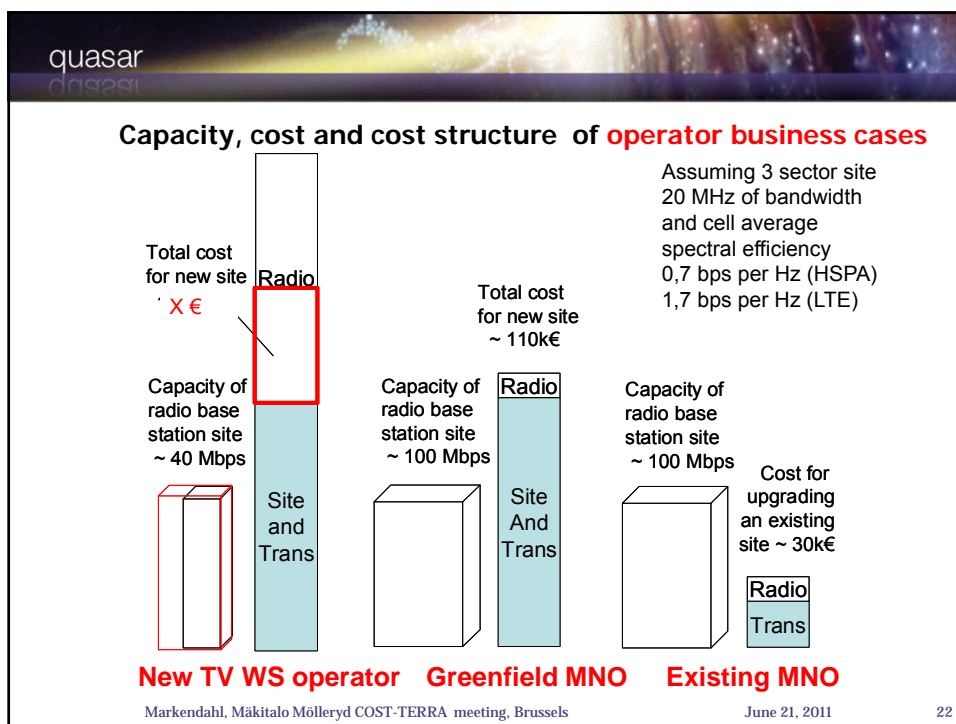 quasar
Capacity, cost and cost structure of operator business cases
Assuming 3 sector site
20 MHz of bandwidth
and cell average
spectral efficiency
0,7 bps per Hz (HSPA)
1,7 bps per Hz (LTE)
Total cost
for new site
X €
Radio
Capacity of
radio base
station site
~ 40 Mbps
Site
and
Trans
Total cost
for new site
~ 110k€
Radio
Capacity of
radio base
station site
~ 100 Mbps
Site
And
Trans
Capacity of
radio base
station site
~ 100 Mbps
Cost for
upgrading
an existing
site ~ 30k€
Radio
Trans
New TV WS operator
Greenfield MNO
Existing MNO
Markendahl, Mäkitalo Mölleryd COST-TERRA meeting, Brussels
June 21, 2011
22